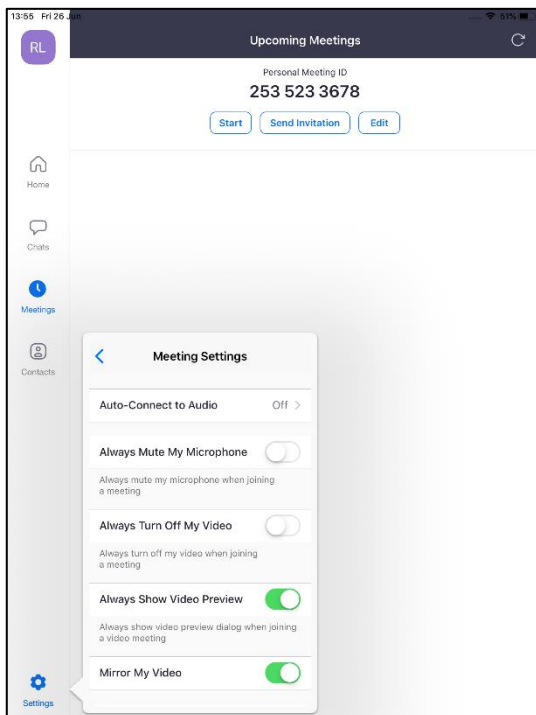 13:55 Fri 26 Jun
51%
RL
Upcoming Meetings
Personal Meeting ID
253 523 3678
Start
Send Invitation
Edit
Home
Chats
Meetings
Contacts
Meeting Settings
Auto-Connect to Audio Off
Always Mute My Microphone
Always mute my microphone when joining
a meeting
Always Turn Off My Video
Always turn off my video when joining
a meeting
Always Show Video Preview
Always show video preview dialog when joining
a video meeting
Mirror My Video
Settings